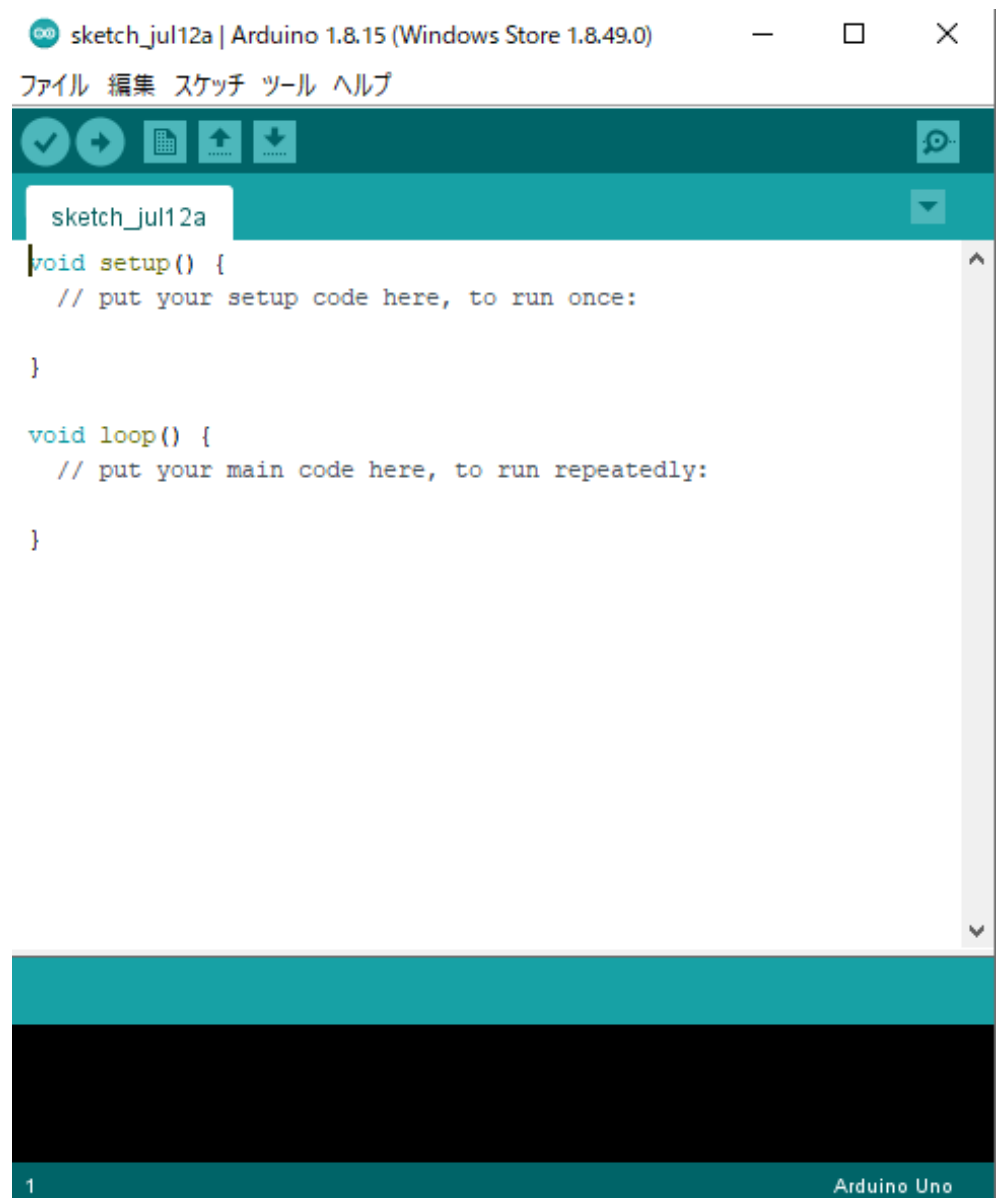 sketch_jul12a | Arduino 1.8.15 (Windows Store 1.8.49.0)
ファイル 編集 スケッチ ツール ヘルプ
sketch_jul12a
void setup() {
  // put your setup code here, to run once:
}
void loop() {
  // put your main code here, to run repeatedly:
}
1 Arduino Uno